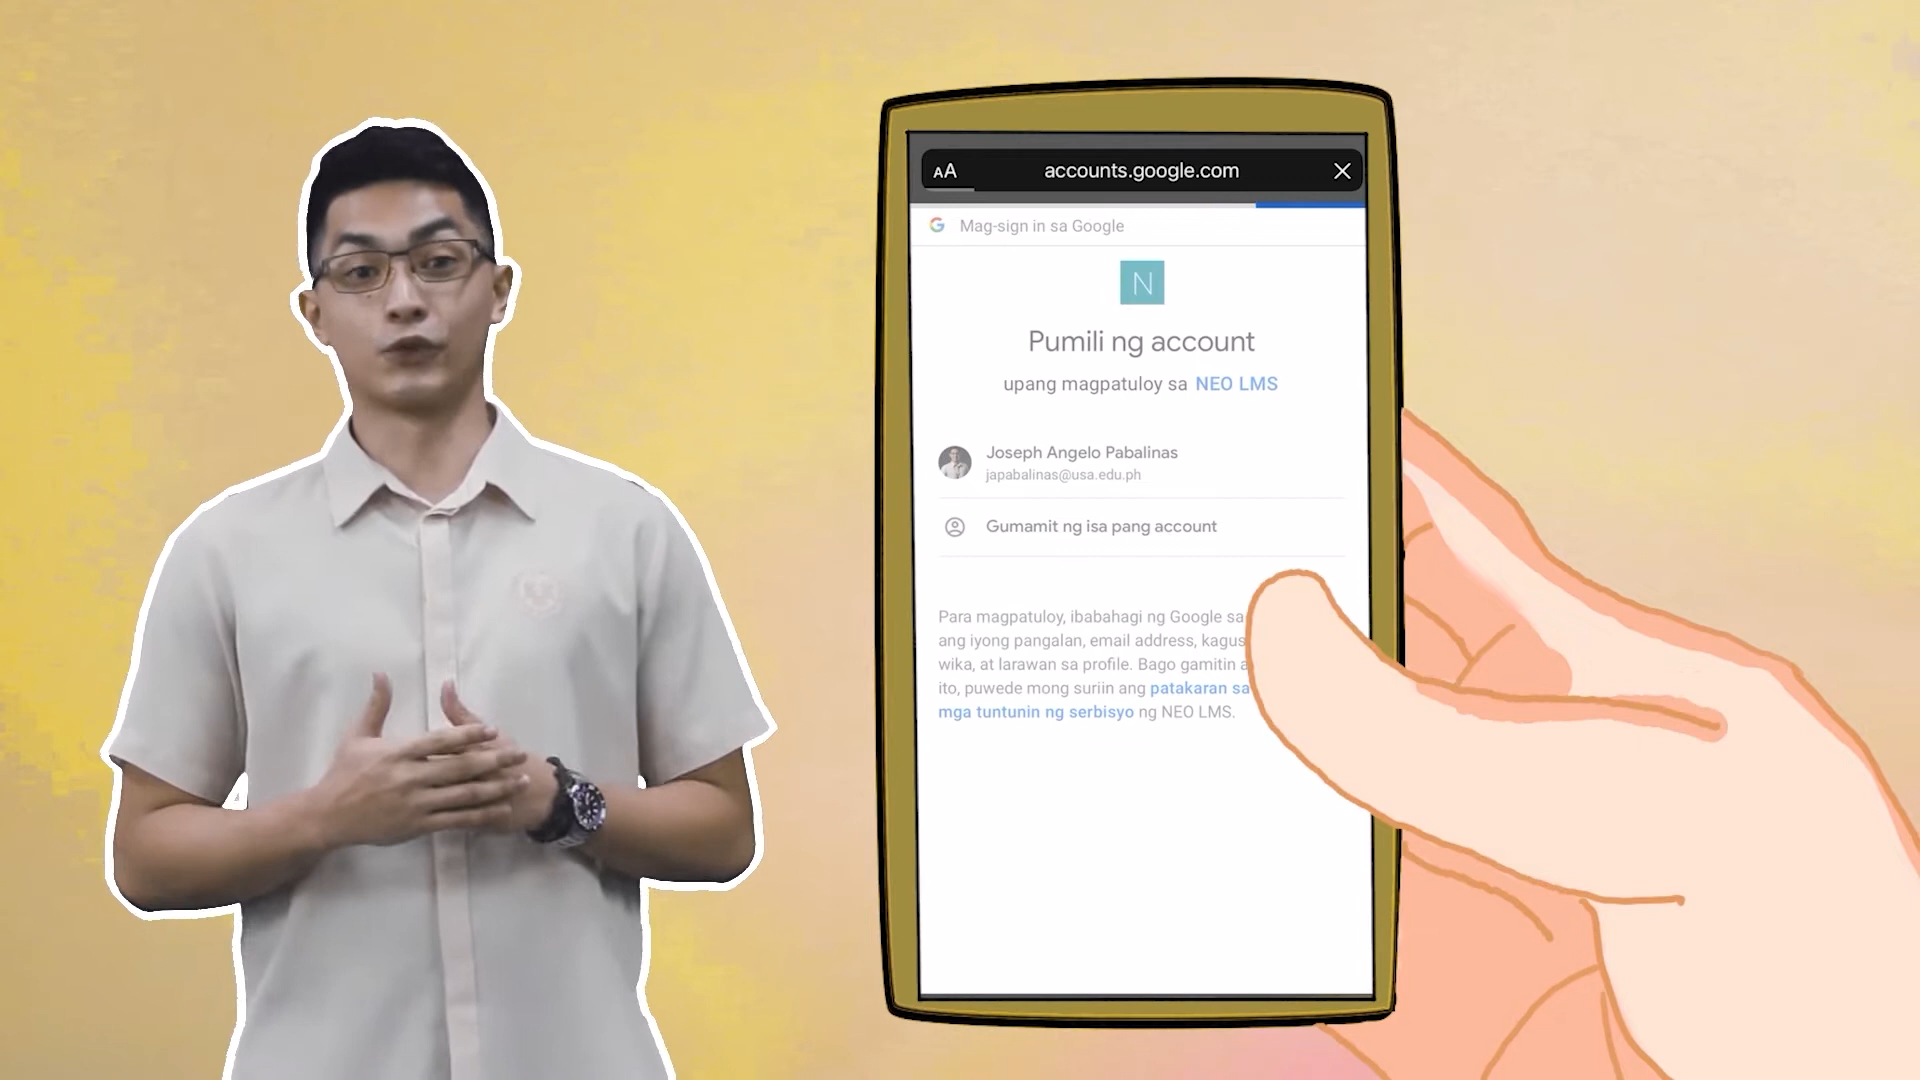 AA accounts.google.com
Mag-sign in sa Google
N
Pumili ng account
upang magpatuloy sa NEO LMS
Joseph Angelo Pabalinas
japabalinas@usa.edu.ph
Gumamit ng isa pang account
Para magpatuloy, ibabahagi ng Google sa
ang iyong pangalan, email address,
wika, at larawan sa profile. Bago gamitin
ito, puwede mong suriin ang patakaran sa
mga tuntunin ng serbisyo ng NEO LMS.